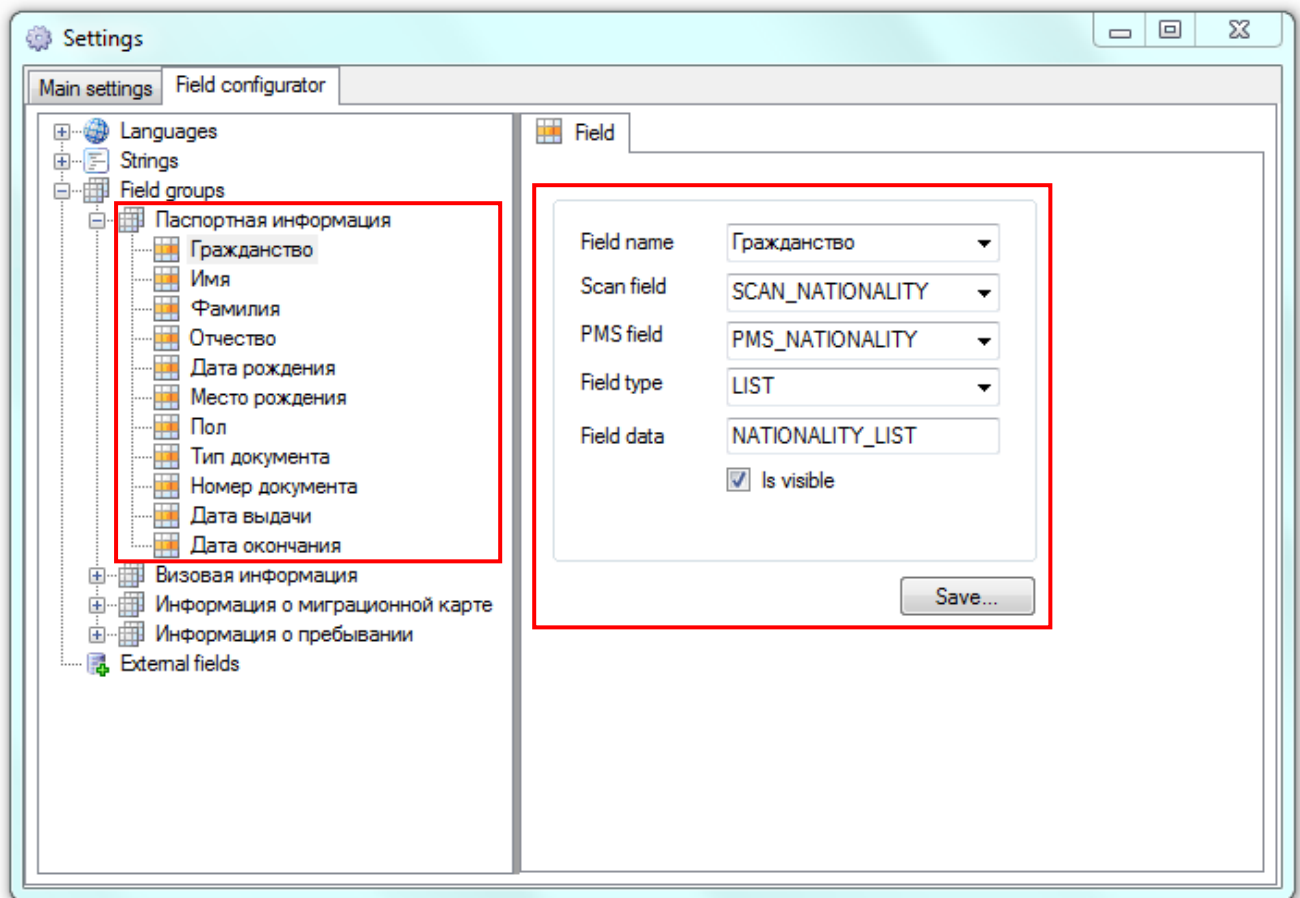 Settings
Main settings
Field configurator
Languages
Strings
Field groups
Паспортная информация
Гражданство
Имя
Фамилия
Отчество
Дата рождения
Место рождения
Пол
Тип документа
Номер документа
Дата выдачи
Дата окончания
Визовая информация
Информация о миграционной карте
Информация о пребывании
External fields
Field
Field name Гражданство
Scan field SCAN_NATIONALITY
PMS field PMS_NATIONALITY
Field type LIST
Field data NATIONALITY_LIST
Is visible
Save...